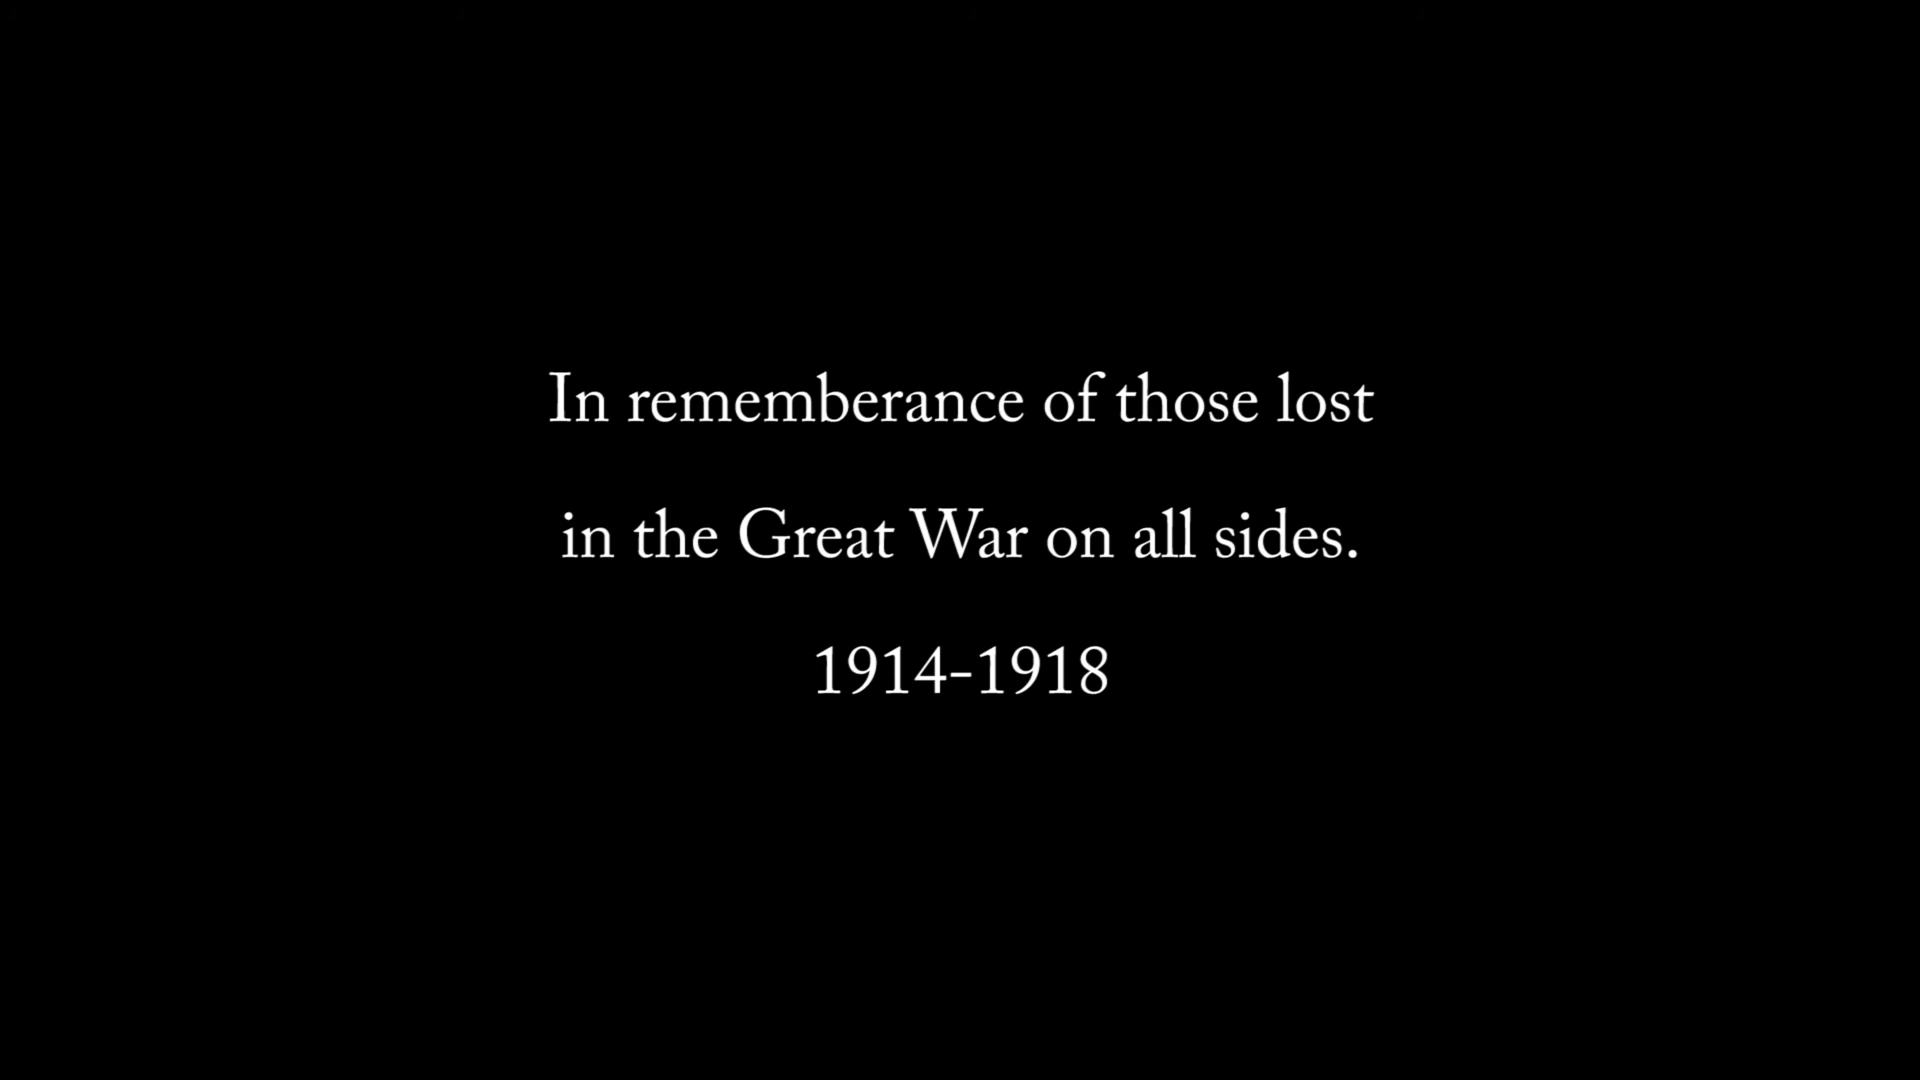 In rememberance of those lost
in the Great War on all sides.
1914-1918